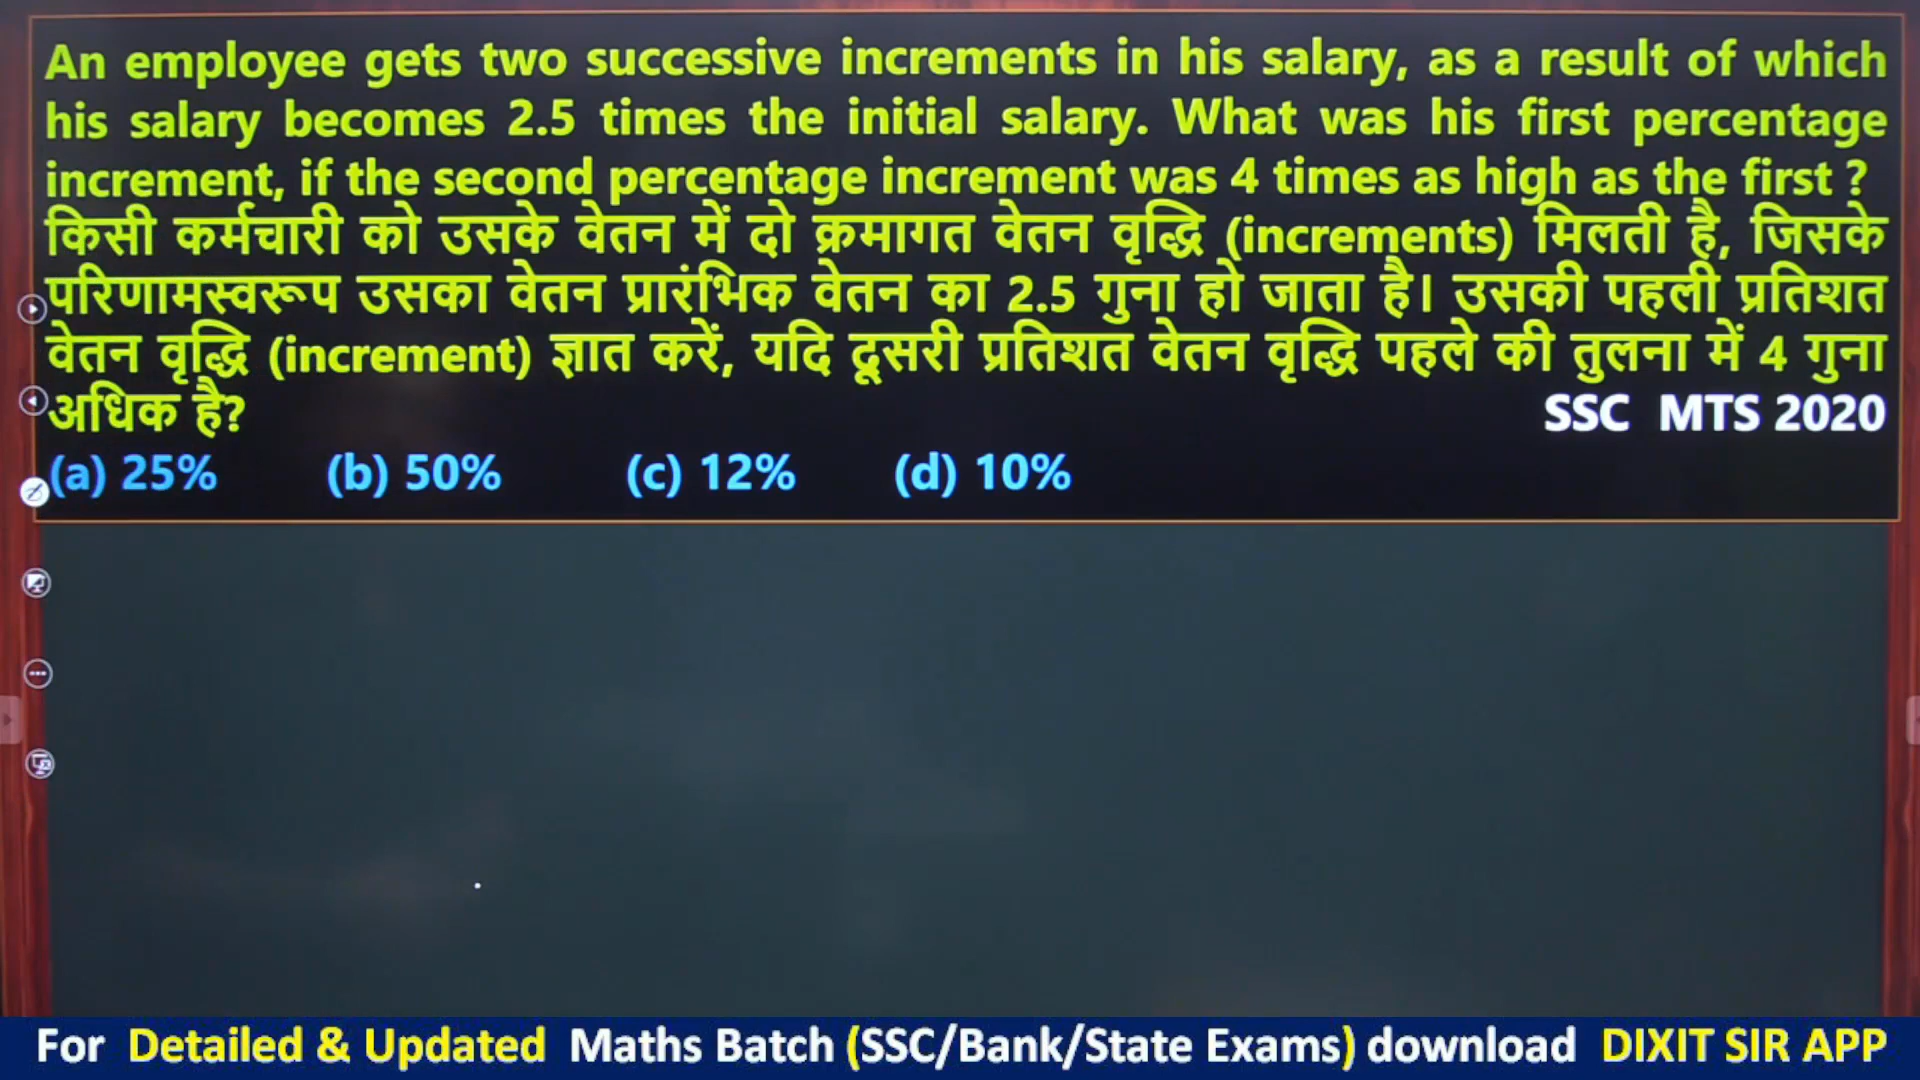 An employee gets two successive increments in his salary, as a result of which
his salary becomes 2.5 times the initial salary. What was his first percentage
increment, if the second percentage increment was 4 times as high as the first ?
किसी कर्मचारी को उसके वेतन में दो क्रमागत वेतन वृद्धि (increments) मिलती है, जिसके
परिणामस्वरूप उसका वेतन प्रारंभिक वेतन का 2.5 गुना हो जाता है। उसकी पहली प्रतिशत
वेतन वृद्धि (increment) ज्ञात करें, यदि दूसरी प्रतिशत वेतन वृद्धि पहले की तुलना में 4 गुना
अधिक है? SSC MTS 2020
(a) 25% (b) 50% (c) 12% (d) 10%
For Detailed & Updated Maths Batch (SSC/Bank/State Exams) download DIXIT SIR APP